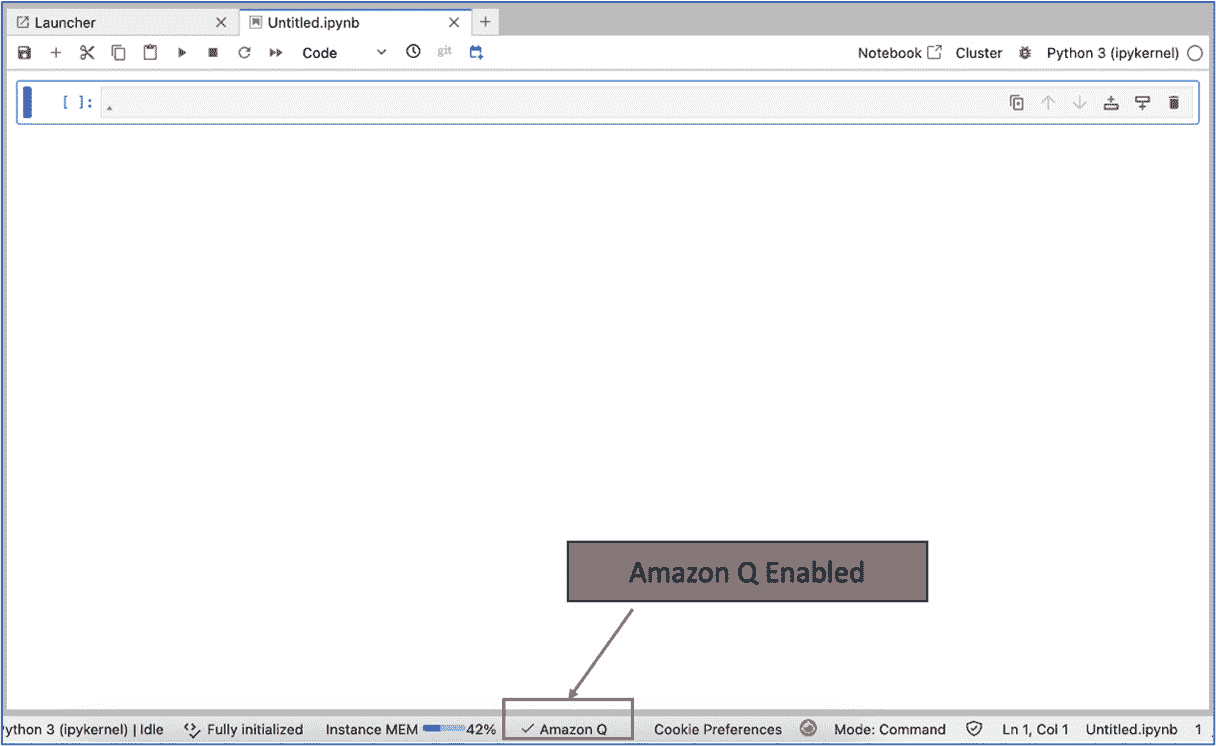 Launcher
Untitled.ipynb
Code
git
Notebook Cluster Python 3 (ipykernel)
[ ]:
Amazon Q Enabled
ython 3 (ipykernel) | Idle Fully initialized Instance MEM 42% Amazon Q Cookie Preferences Mode: Command Ln 1, Col 1 Untitled.ipynb 1